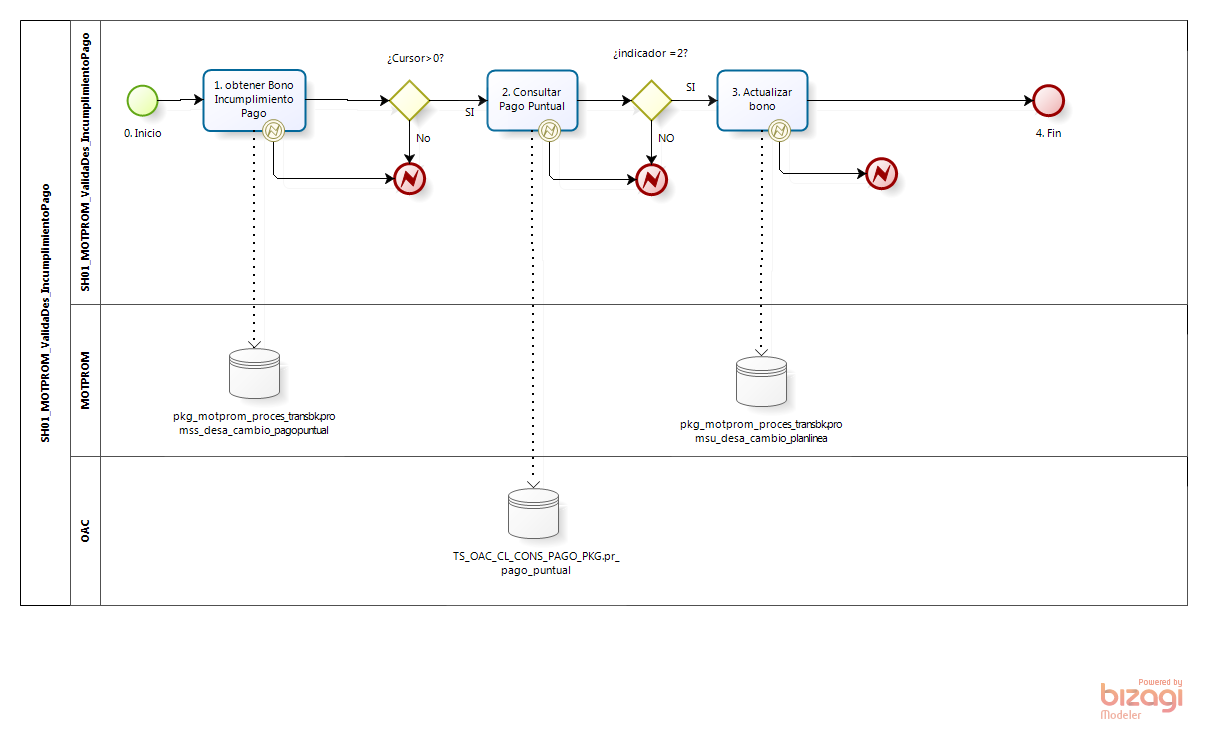 SH01_MOTPROM_ValidaDes_IncumplimientoPago
SH01_MOTPROM_ValidaDes_IncumplimientoPago
¿Cursor>0?
¿indicador =2?
1. obtener Bono
Incumplimiento
Pago
2. Consultar
Pago Puntual
3. Actualizar
bono
SI
SI
0. Inicio
4. Fin
No
NO
MOTPROM
pkg_motprom_proces_transbk.pro
mss_desa_cambio_pagopuntual
pkg_motprom_proces_transbk.pro
msu_desa_cambio_planlinea
OAC
TS_OAC_CL_CONS_PAGO_PKG.pr_
pago_puntual
Powered by
bizagi
Modeler